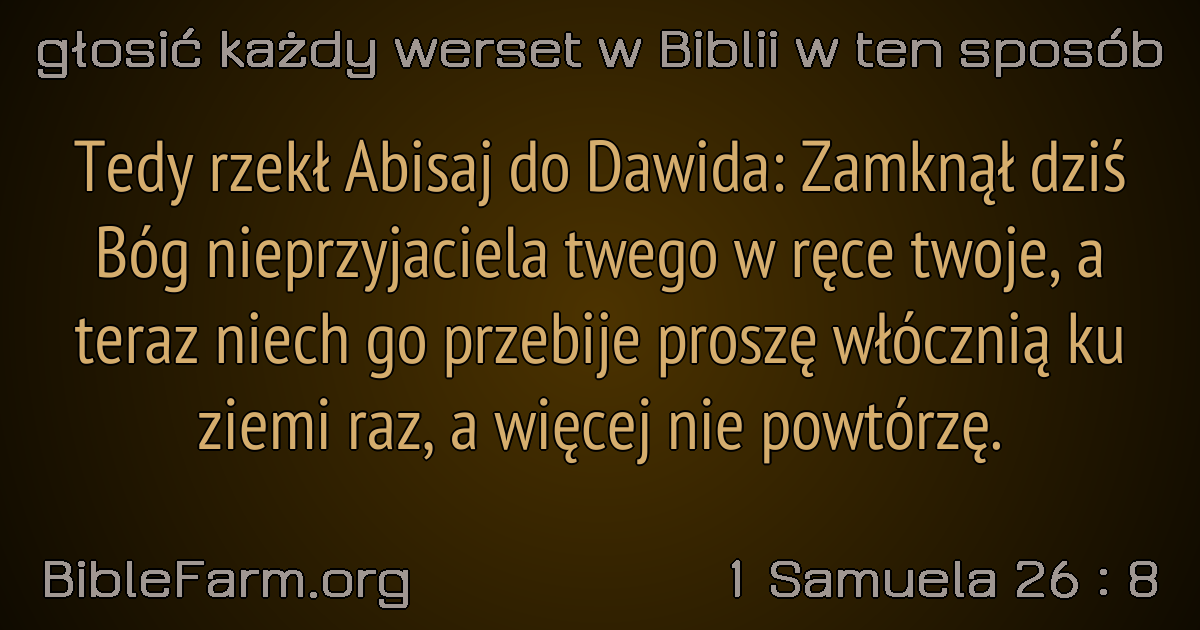 głosić każdy werset w Biblii w ten sposób
Tedy rzekł Abisaj do Dawida: Zamknął dziś
Bóg nieprzyjaciela twego w ręce twoje, a
teraz niech go przebije proszę włócznią ku
ziemi raz, a więcej nie powtórzę.
BibleFarm.org
1 Samuela 26 : 8